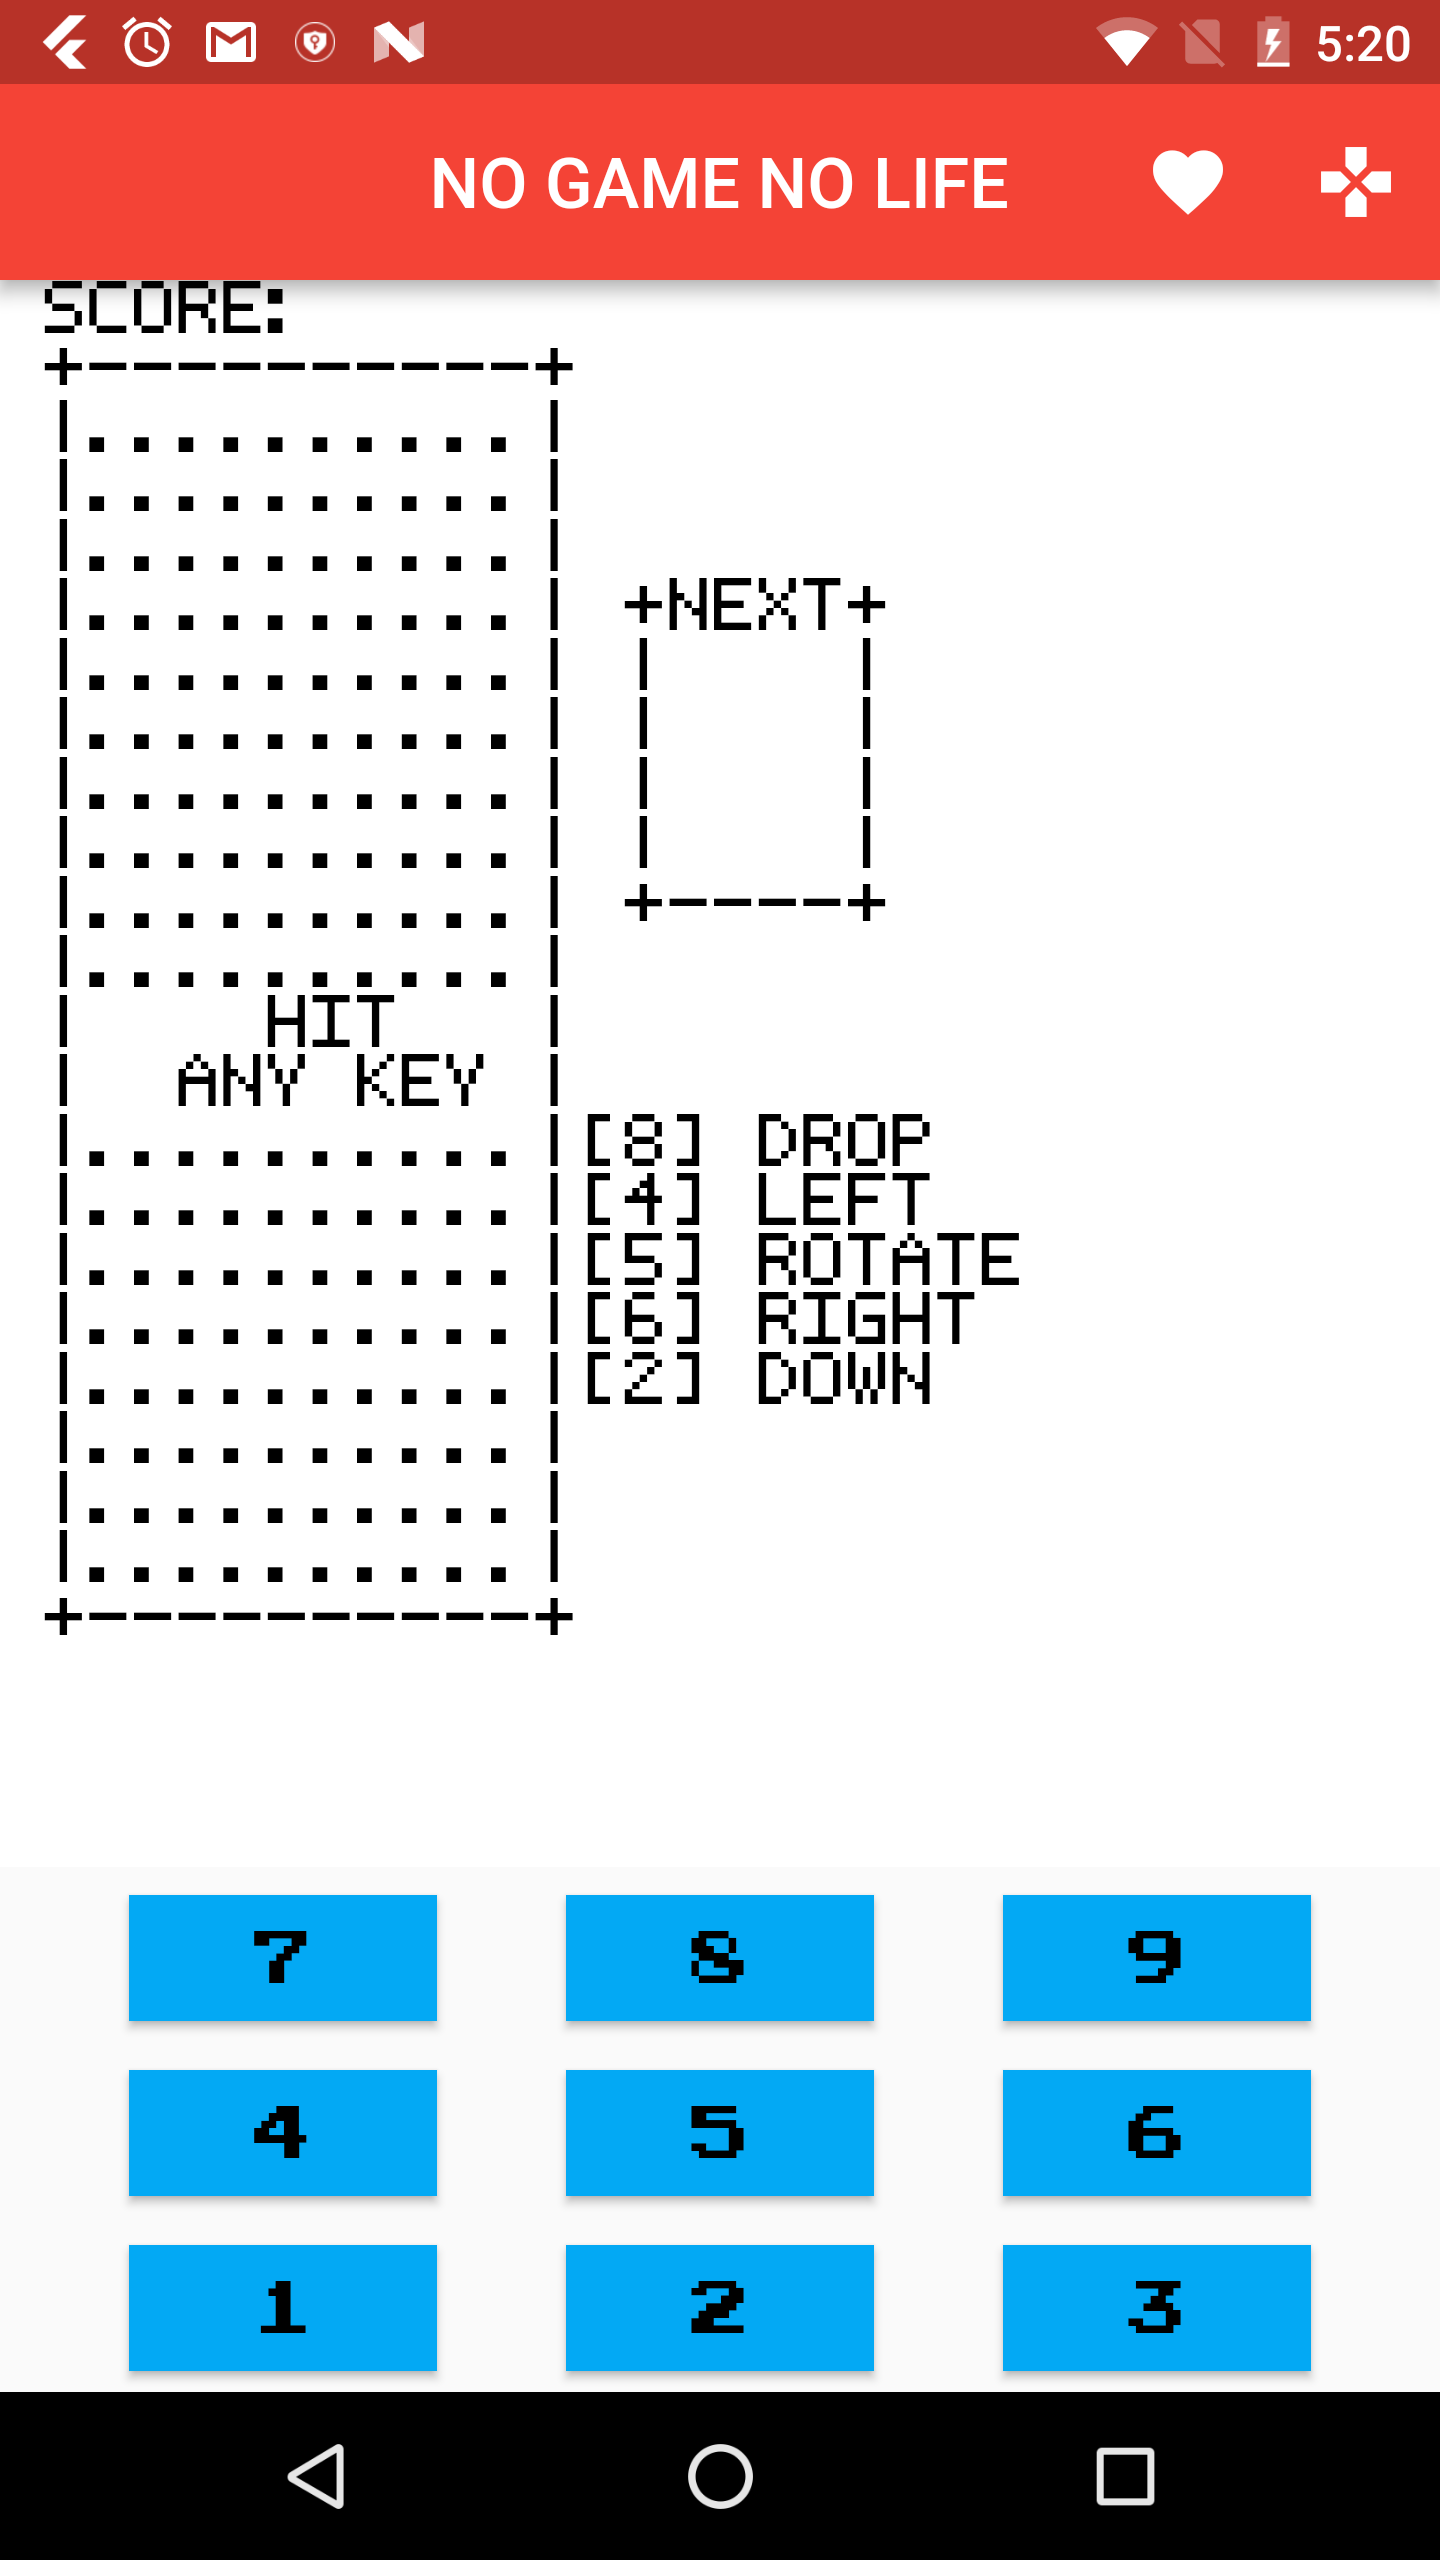 5:20
NO GAME NO LIFE
SCORE:
+----------+
|..........|
|..........|
|..........|
|..........| +NEXT+
|..........| |    |
|..........| |    |
|..........| |    |
|..........| |    |
|..........| +----+
|..........|
|    HIT   |
|  ANY KEY |
|..........|[8] DROP
|..........|[4] LEFT
|..........|[5] ROTATE
|..........|[6] RIGHT
|..........|[2] DOWN
|..........|
|..........|
|..........|
+----------+
7 8 9
4 5 6
1 2 3